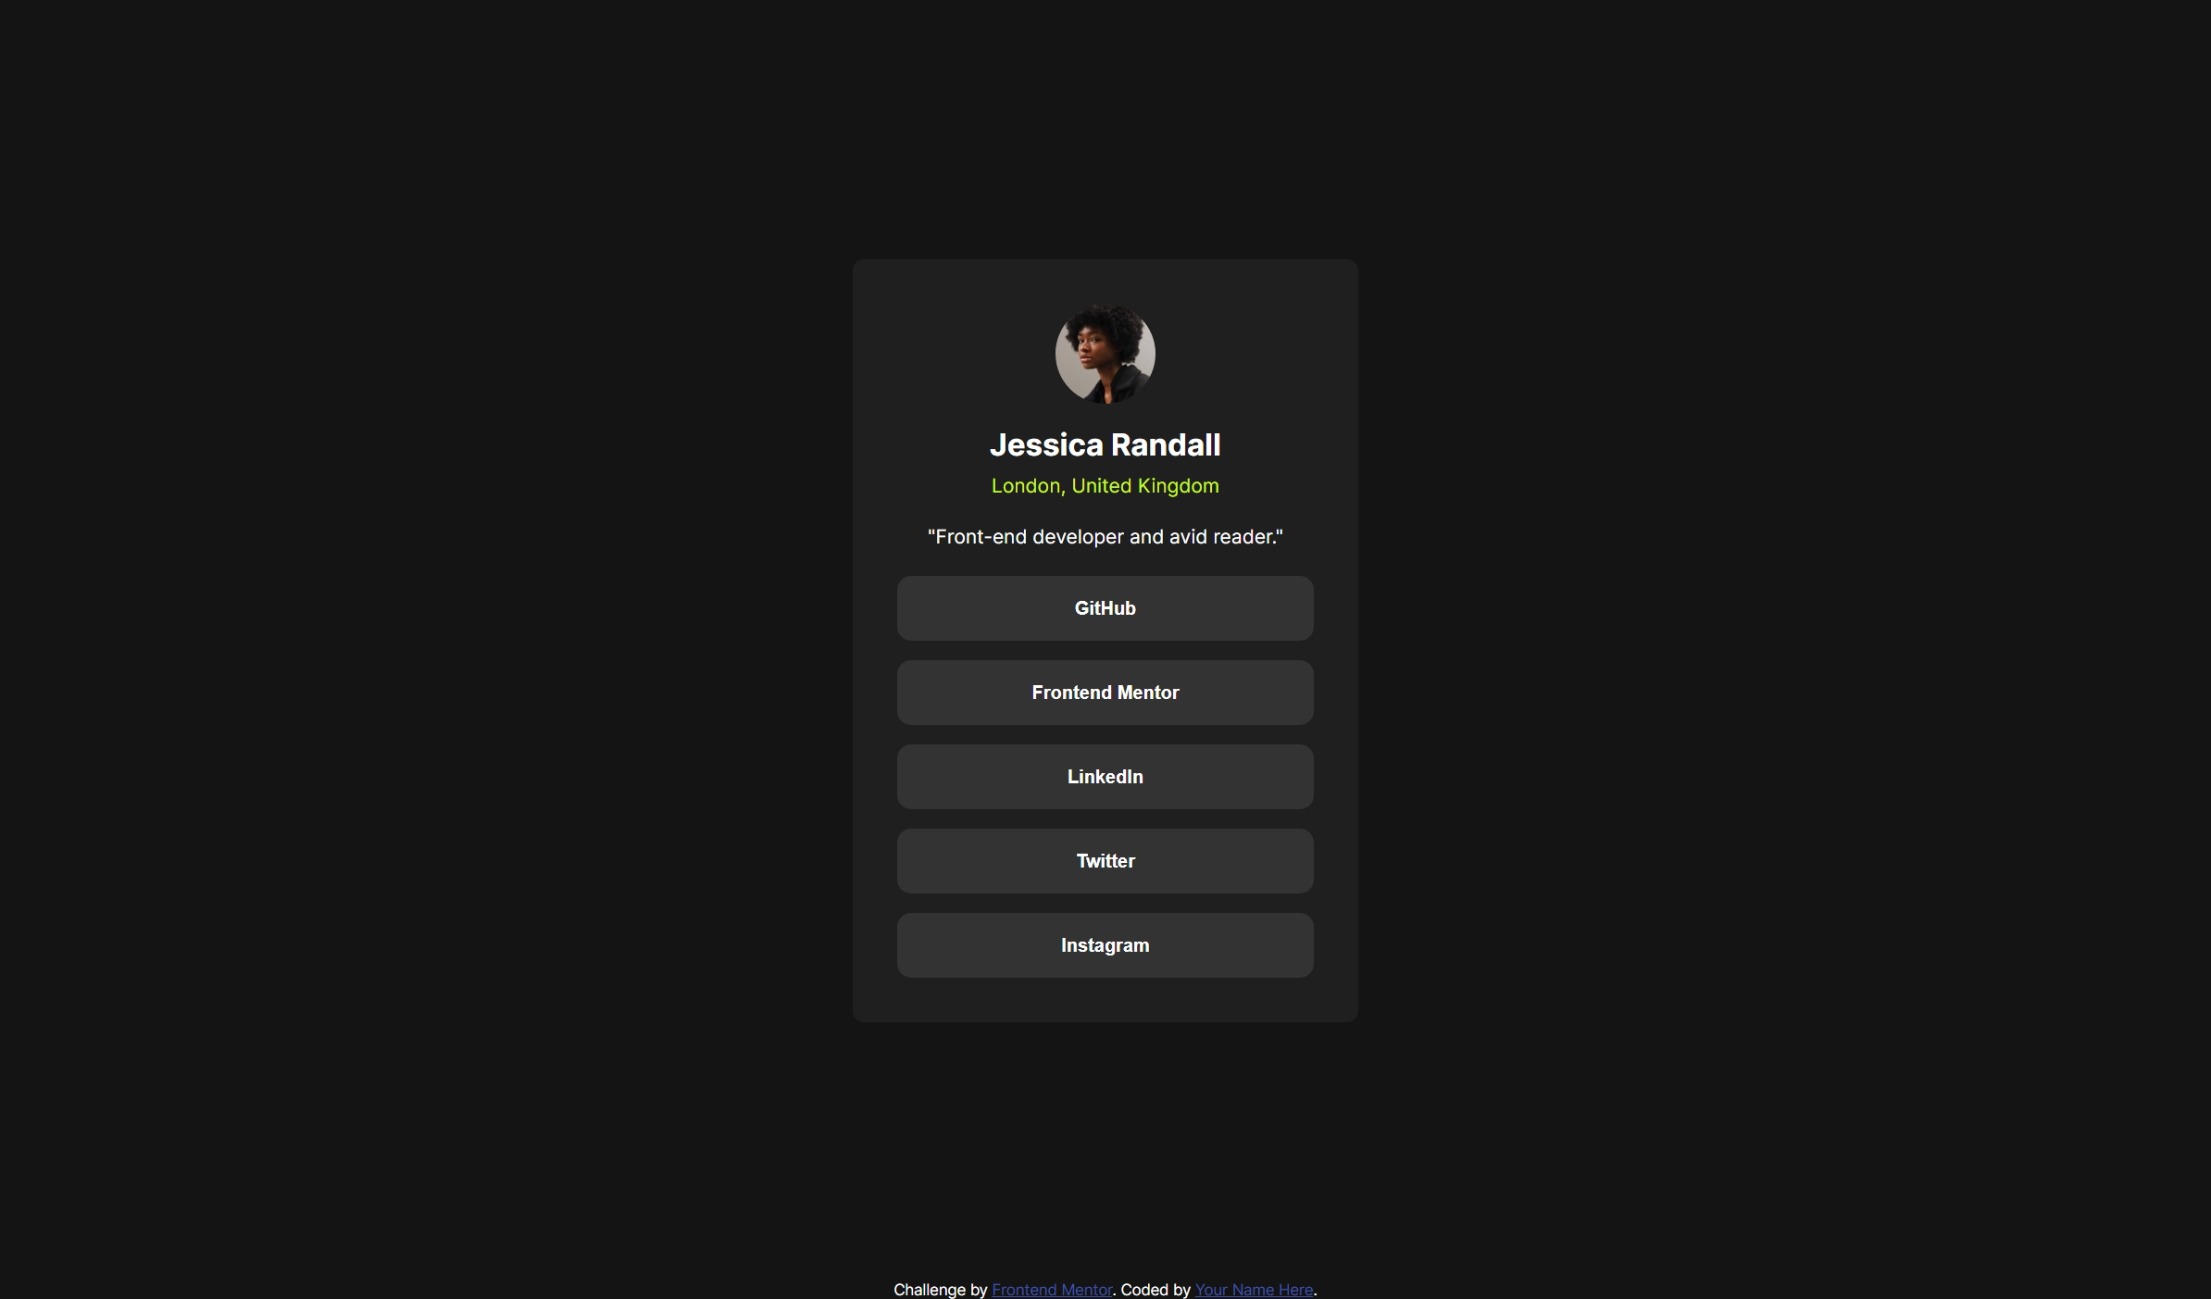 Jessica Randall
London, United Kingdom
"Front-end developer and avid reader."
GitHub
Frontend Mentor
LinkedIn
Twitter
Instagram
Challenge by Frontend Mentor. Coded by Your Name Here.